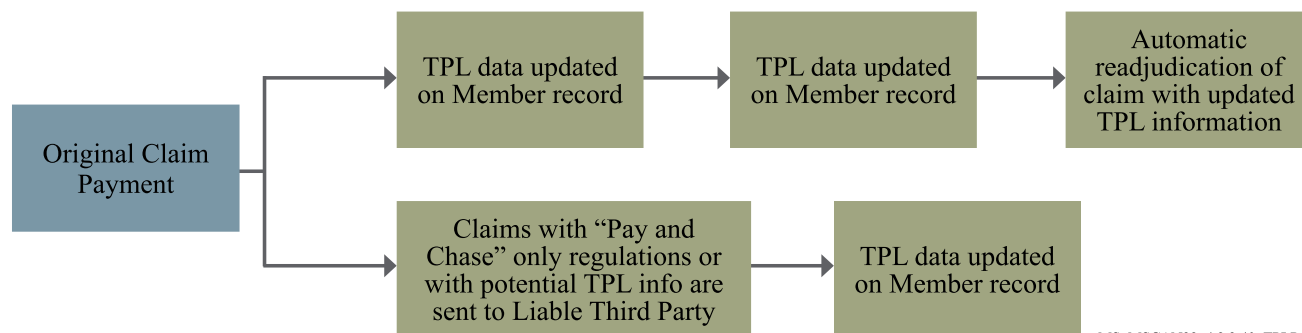 TPL data updated
on Member record
TPL data updated
on Member record
Automatic
readjudication of
claim with updated
TPL information
Original Claim
Payment
Claims with “Pay and
Chase” only regulations or
with potential TPL info are
sent to Liable Third Party
TPL data updated
on Member record